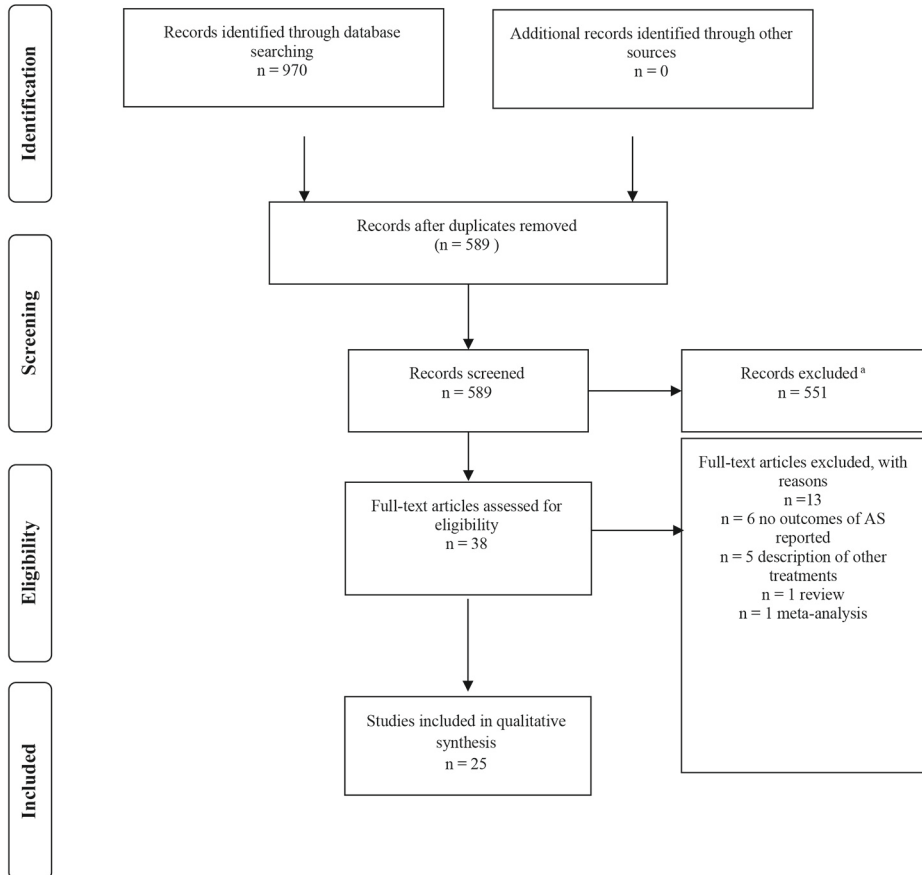 Identification
Records identified through database
searching
n = 970
Additional records identified through other
sources
n = 0
Records after duplicates removed
(n = 589 )
Screening
Records screened
n = 589
Records excluded a
n = 551
Eligibility
Full-text articles assessed for
eligibility
n = 38
Full-text articles excluded, with
reasons
n =13
n = 6 no outcomes of AS
reported
n = 5 description of other
treatments
n = 1 review
n = 1 meta-analysis
Included
Studies included in qualitative
synthesis
n = 25